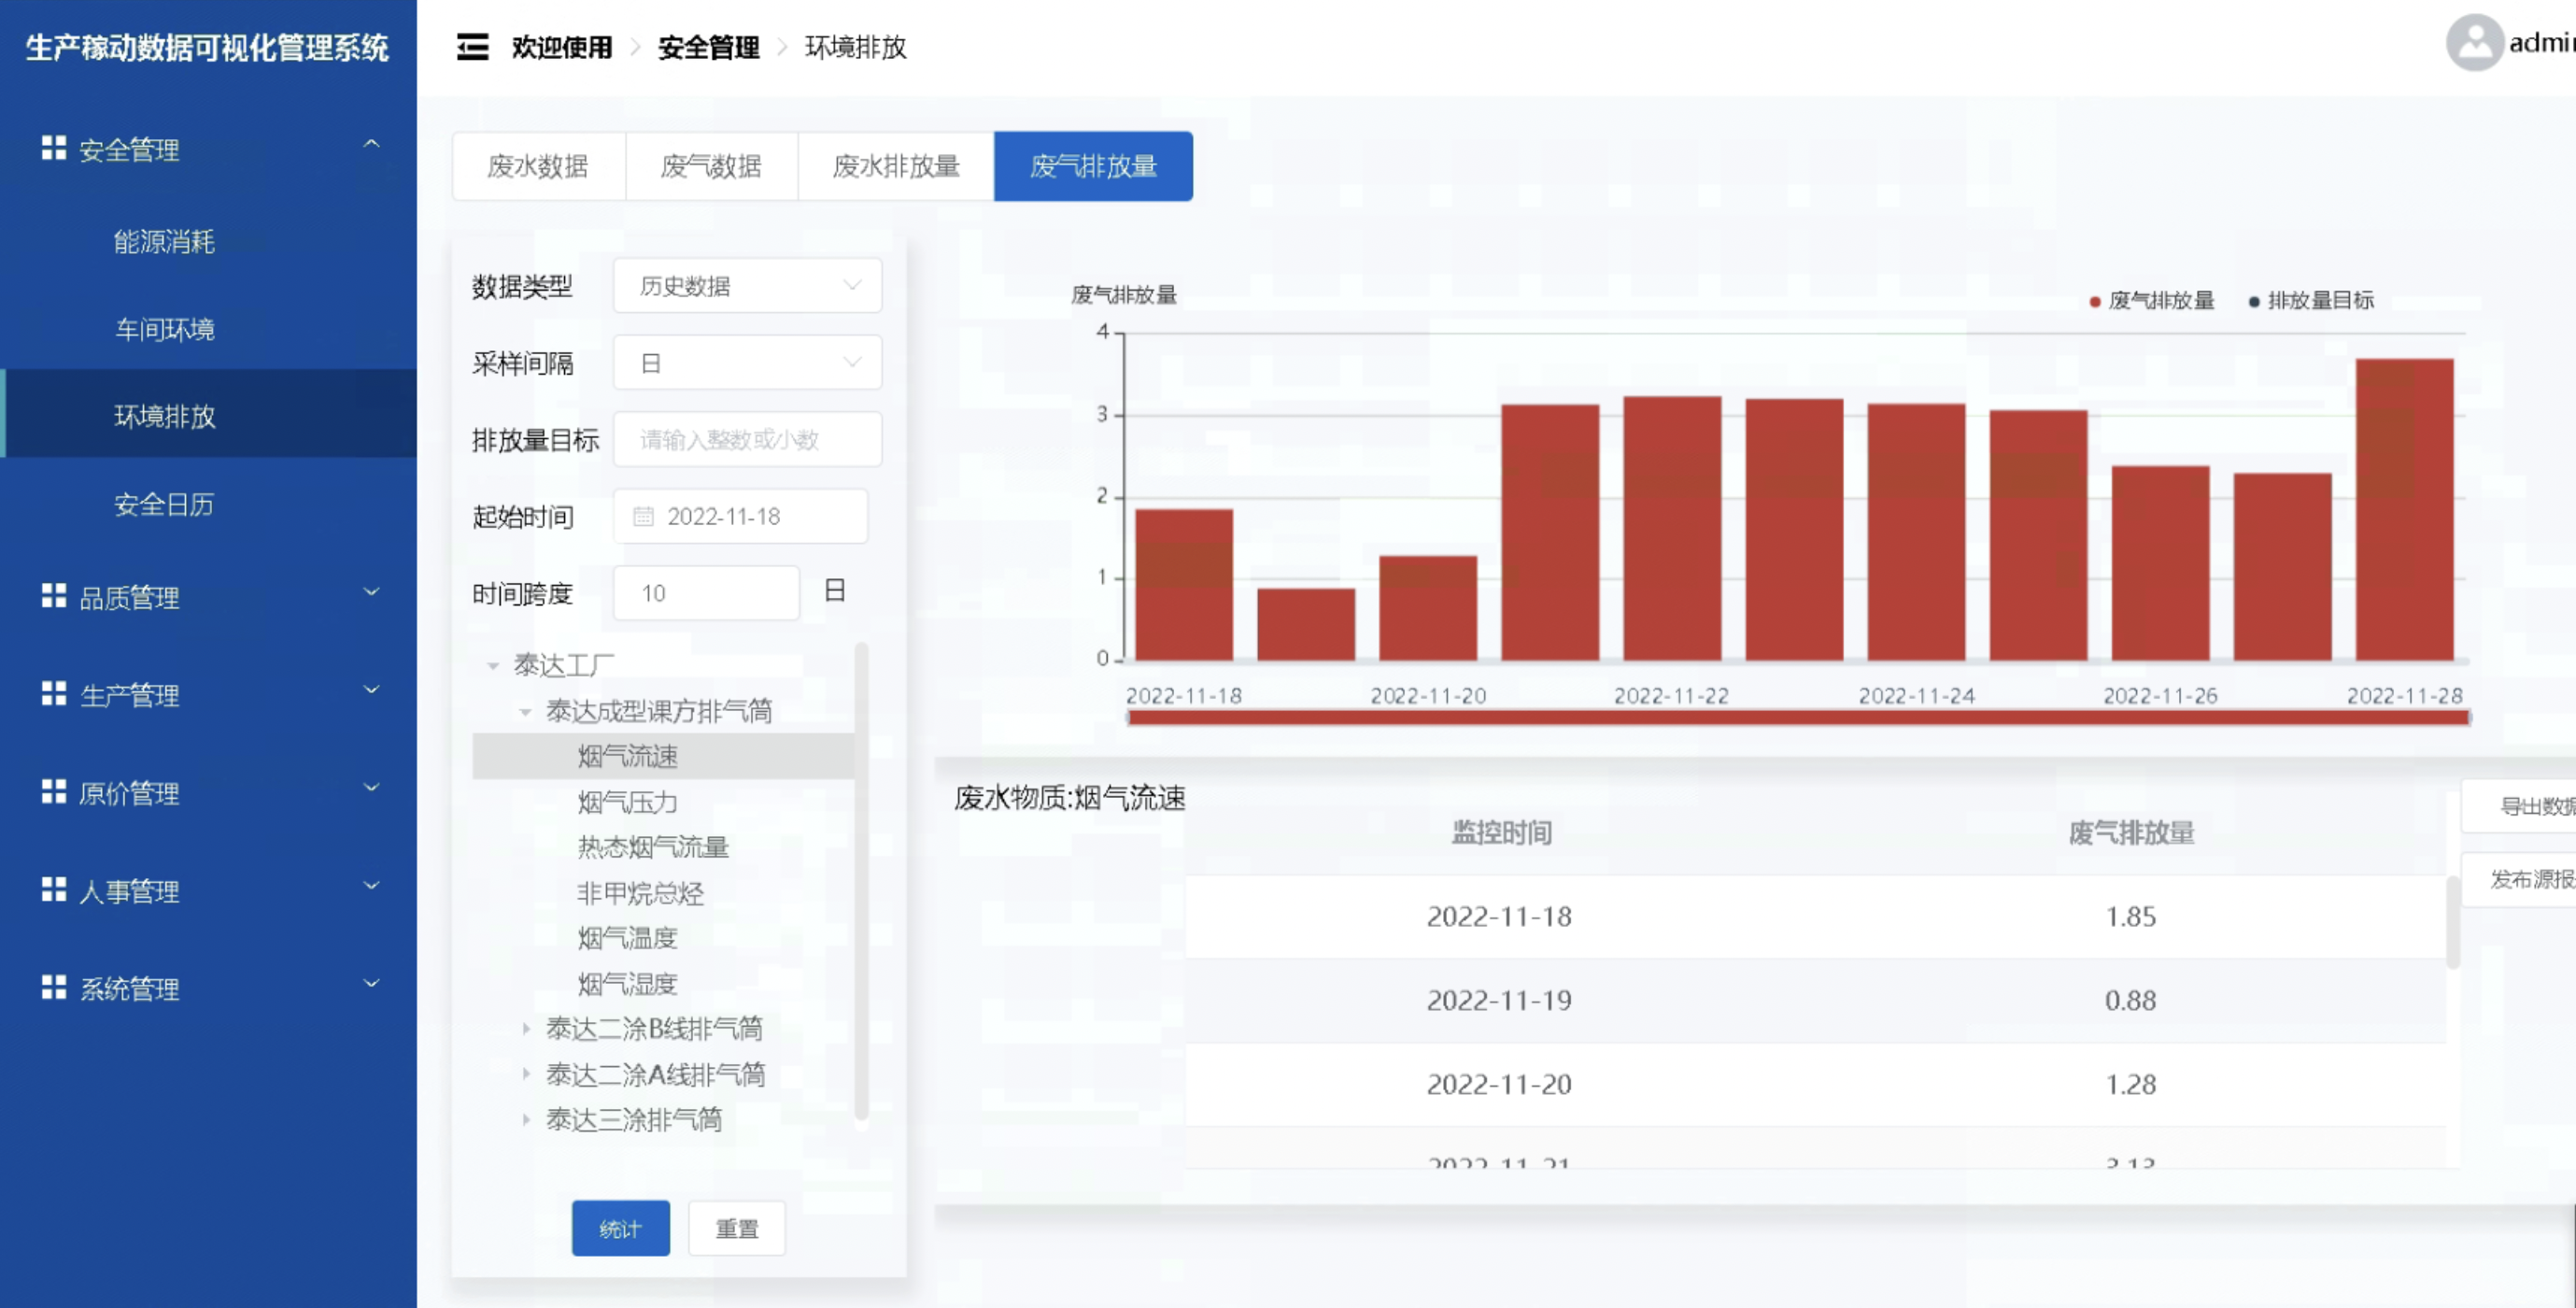 生产稼动数据可视化管理系统
欢迎使用 > 安全管理 > 环境排放
安全管理
能源消耗
车间环境
环境排放
安全日历
品质管理
生产管理
原价管理
人事管理
系统管理
废水数据 废气数据 废水排放量 废气排放量
数据类型 历史数据
采样间隔 日
排放量目标 请输入整数或小数
起始时间 2022-11-18
时间跨度 10 日
泰达工厂
泰达成型课方排气筒
烟气流速
烟气压力
热态烟气流量
非甲烷总烃
烟气温度
烟气湿度
泰达二涂B线排气筒
泰达二涂A线排气筒
泰达三涂排气筒
统计 重置
废气排放量
废气排放量 排放量目标
4
3
2
1
0
2022-11-18 2022-11-20 2022-11-22 2022-11-24 2022-11-26 2022-11-28
废水物质:烟气流速
监控时间 废气排放量
2022-11-18 1.85
2022-11-19 0.88
2022-11-20 1.28
2022-11-21 3.13
导出数据